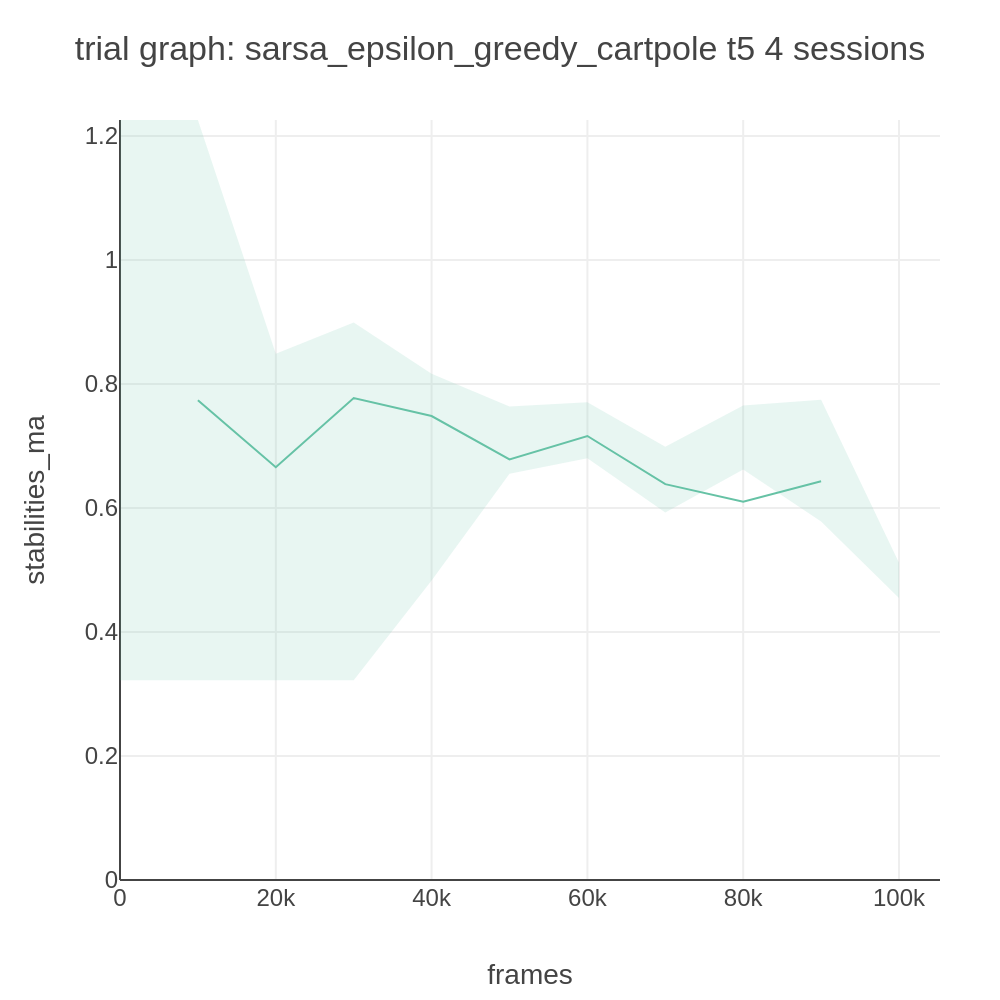 trial graph: sarsa_epsilon_greedy_cartpole t5 4 sessions
1.2
1
0.8
0.6
0.4
0.2
0
stabilities_ma
0 20k 40k 60k 80k 100k
frames